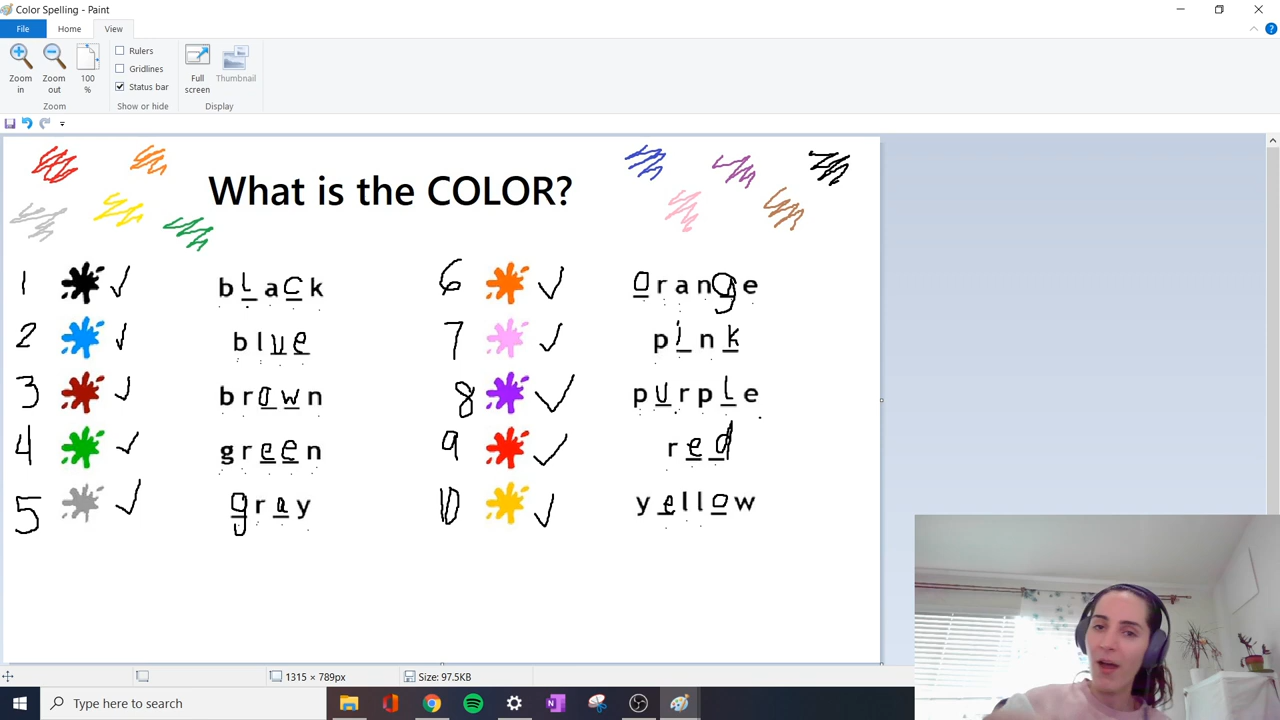 Color Spelling - Paint
File Home View
Zoom in
Zoom out
100 %
Rulers
Gridlines
Status bar
Full screen
Thumbnail
Zoom
Show or hide
Display
What is the COLOR?
1 black
2 blue
3 brown
4 green
5 gray
6 orange
7 pink
8 purple
9 red
10 yellow
1315 × 789px
Size: 97.5KB
Type here to search